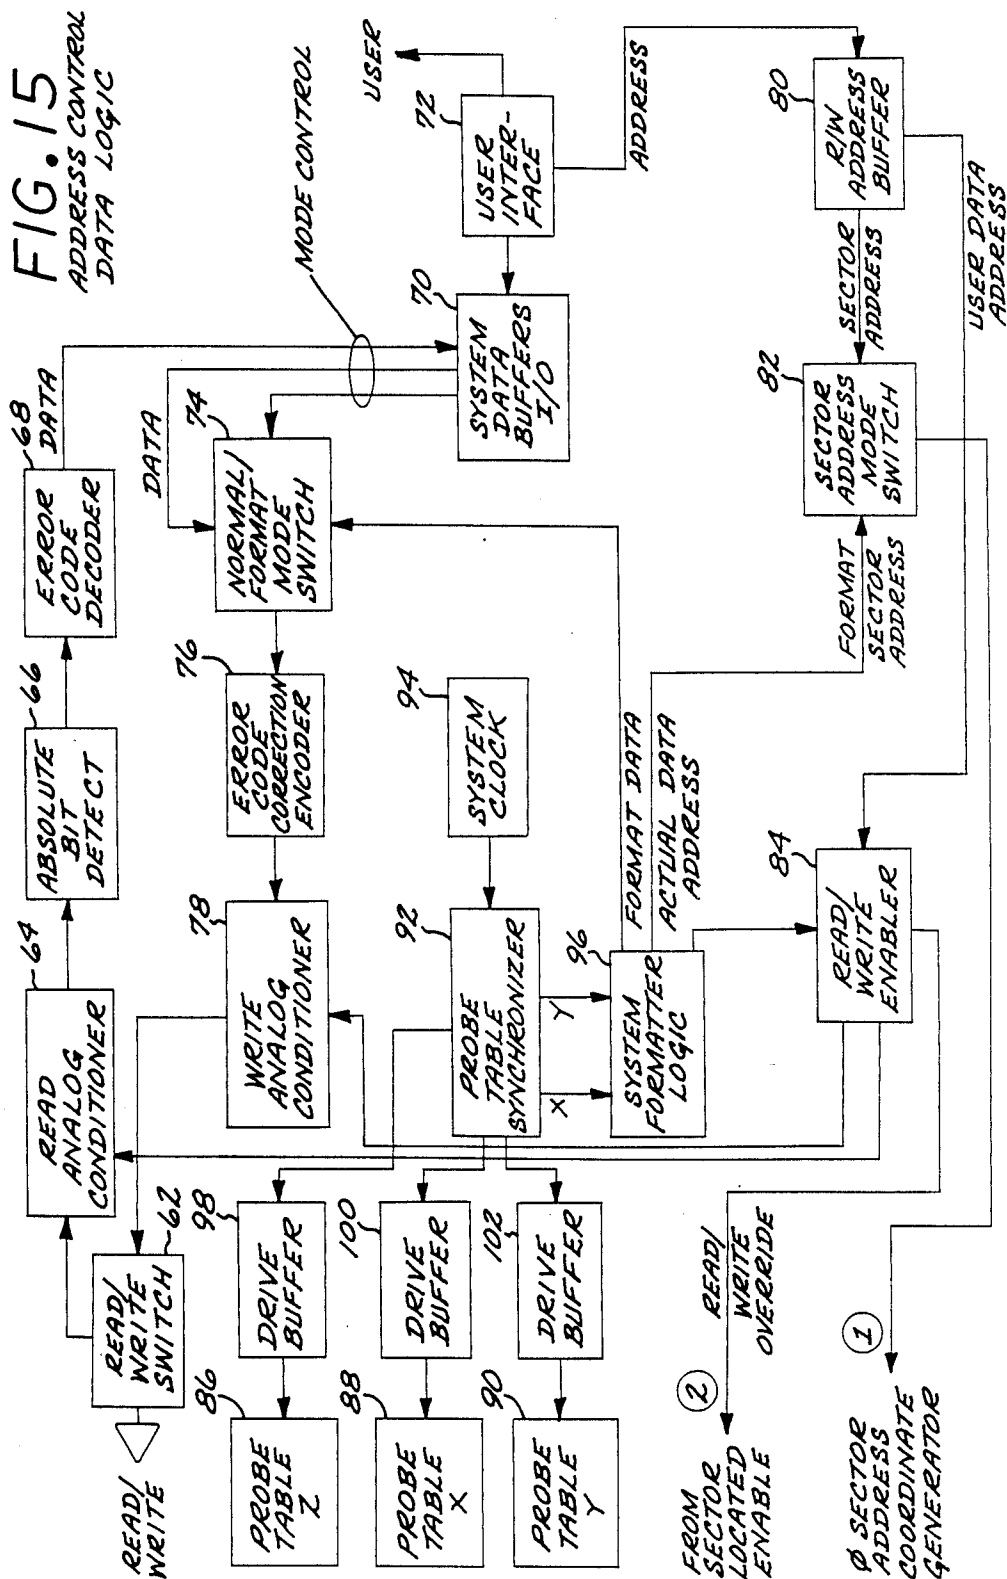 FIG. 15
ADDRESS CONTROL
DATA LOGIC
READ/
WRITE
READ/
WRITE
SWITCH
62
READ
ANALOG
CONDITIONER
64
ABSOLUTE
BIT
DETECT
66
ERROR
CODE
DECODER
68
DATA
DATA
MODE CONTROL
USER
WRITE
ANALOG
CONDITIONER
78
ERROR
CODE
CORRECTION
ENCODER
76
NORMAL/
FORMAT
MODE
SWITCH
74
SYSTEM
DATA
BUFFERS
I/O
70
USER
INTER-
FACE
72
ADDRESS
PROBE
TABLE
Z
86
DRIVE
BUFFER
98
PROBE
TABLE
X
88
DRIVE
BUFFER
100
PROBE
TABLE
Y
90
DRIVE
BUFFER
102
PROBE
TABLE
SYNCHRONIZER
92
SYSTEM
CLOCK
94
X
Y
SYSTEM
FORMATTER
LOGIC
96
FORMAT DATA
ACTUAL DATA
ADDRESS
FORMAT
SECTOR
ADDRESS
SECTOR
ADDRESS
MODE
SWITCH
82
SECTOR
ADDRESS
R/W
ADDRESS
BUFFER
80
USER DATA
ADDRESS
READ/
WRITE
ENABLER
84
READ/
WRITE
OVERRIDE
2
FROM
SECTOR
LOCATED
ENABLE
1
Ø SECTOR
ADDRESS
COORDINATE
GENERATOR